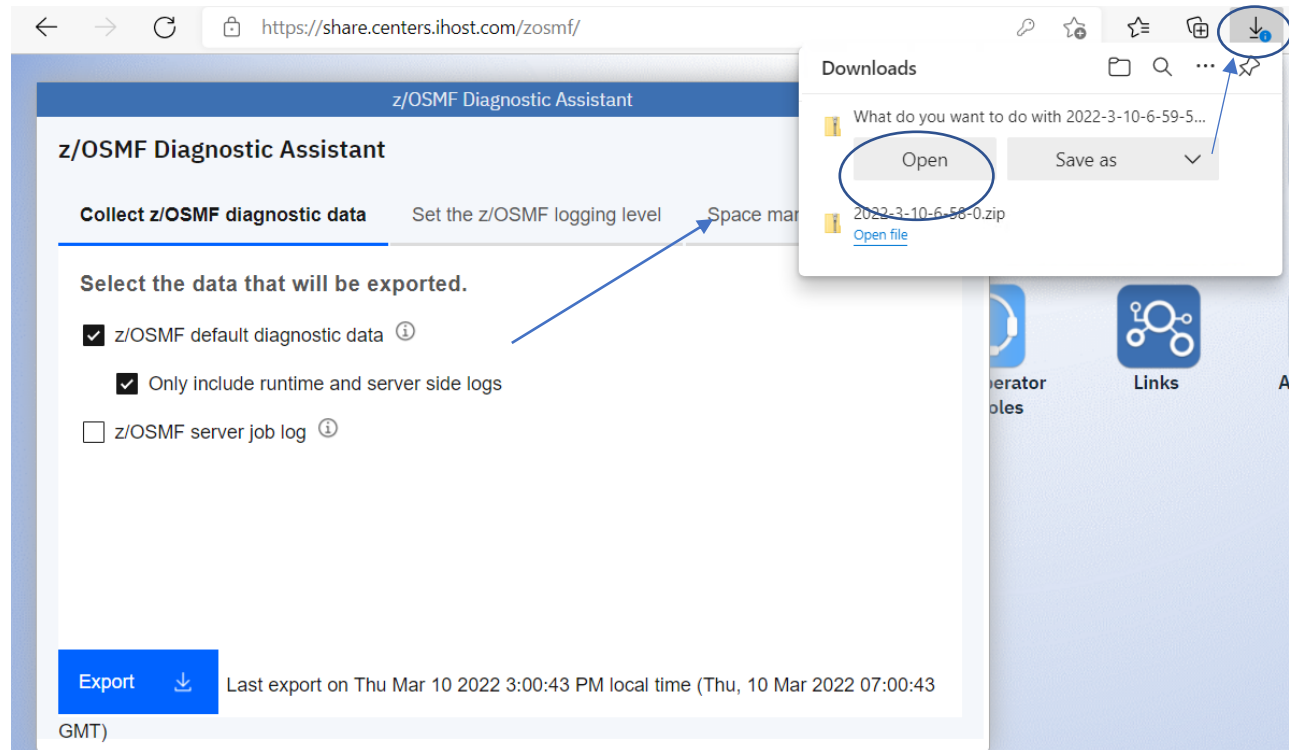 https://share.centers.ihost.com/zosmf/
z/OSMF Diagnostic Assistant
Downloads
What do you want to do with 2022-3-10-6-59-5...
Open
Save as
2022-3-10-6-58-0.zip
Open file
z/OSMF Diagnostic Assistant
Collect z/OSMF diagnostic data
Set the z/OSMF logging level
Space mar
Select the data that will be exported.
z/OSMF default diagnostic data
Only include runtime and server side logs
z/OSMF server job log
erator
oles
Links
A
Export
Last export on Thu Mar 10 2022 3:00:43 PM local time (Thu, 10 Mar 2022 07:00:43
GMT)